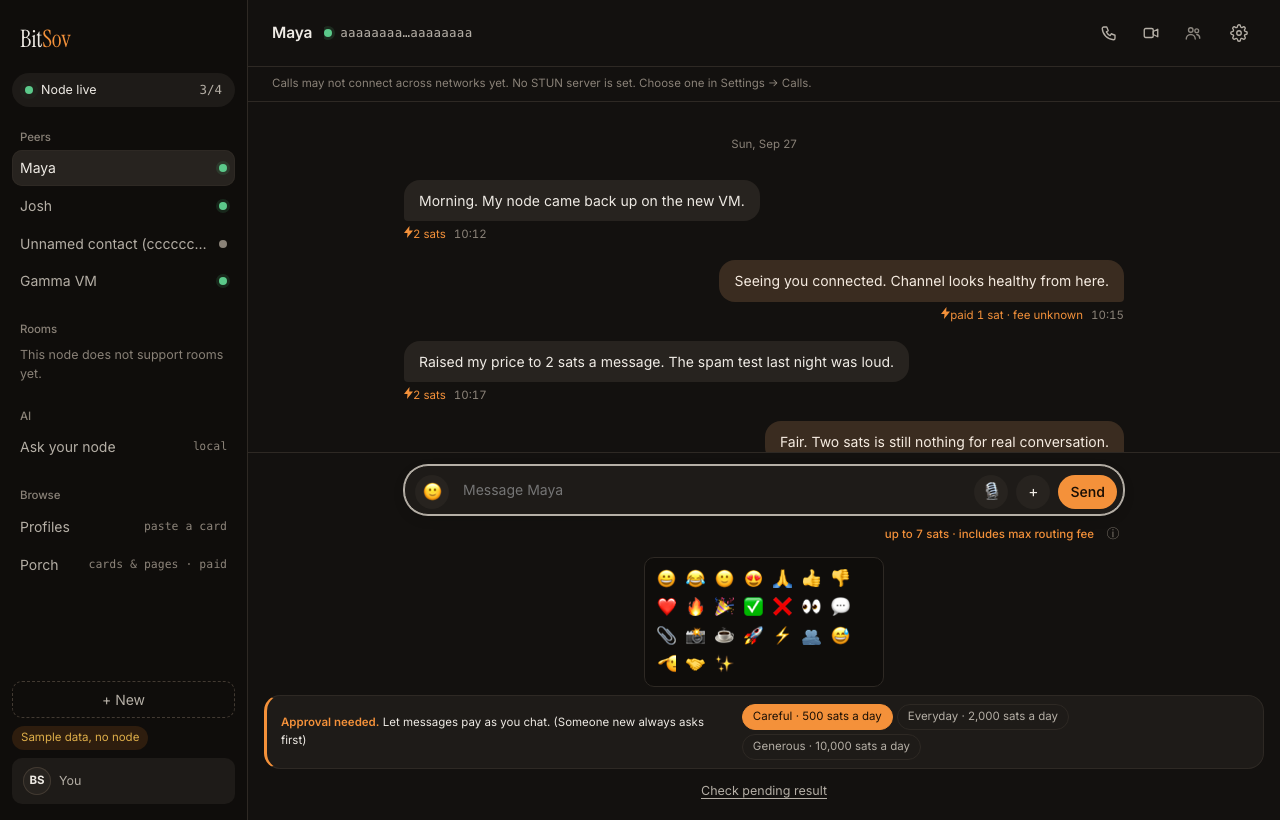 BitSov
Node live 3/4
Peers
Maya
Josh
Unnamed contact (cccccc...
Gamma VM
Rooms
This node does not support rooms
yet.
AI
Ask your node local
Browse
Profiles paste a card
Porch cards & pages · paid
+ New
Sample data, no node
BS You
Maya aaaaaaaa…aaaaaaaa
Calls may not connect across networks yet. No STUN server is set. Choose one in Settings → Calls.
Sun, Sep 27
Morning. My node came back up on the new VM.
2 sats 10:12
Seeing you connected. Channel looks healthy from here.
paid 1 sat · fee unknown 10:15
Raised my price to 2 sats a message. The spam test last night was loud.
2 sats 10:17
Fair. Two sats is still nothing for real conversation.
Message Maya
+
Send
up to 7 sats · includes max routing fee ⓘ
Approval needed. Let messages pay as you chat. (Someone new always asks
first)
Careful · 500 sats a day
Everyday · 2,000 sats a day
Generous · 10,000 sats a day
Check pending result